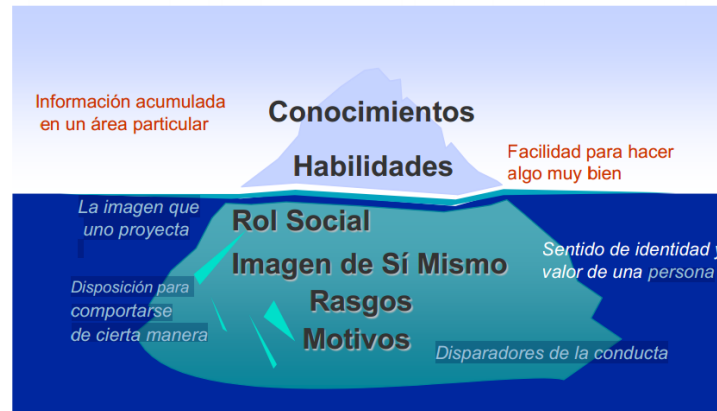 Información acumulada
en un área particular
Conocimientos
Habilidades
Facilidad para hacer
algo muy bien
La imagen que
uno proyecta
Rol Social
Imagen de Sí Mismo
Sentido de identidad y
valor de una persona
Disposición para
comportarse
de cierta manera
Rasgos
Motivos
Disparadores de la conducta